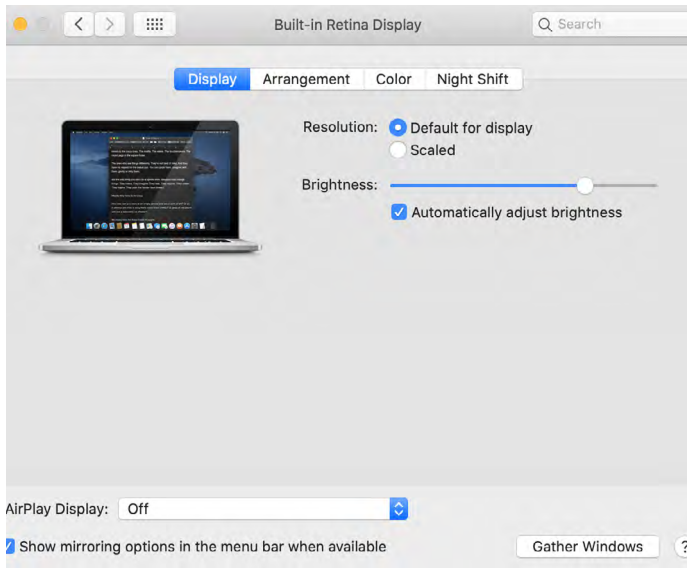 Built-in Retina Display
Search
Display Arrangement Color Night Shift
Resolution: Default for display
Scaled
Brightness:
Automatically adjust brightness
AirPlay Display: Off
Show mirroring options in the menu bar when available
Gather Windows ?